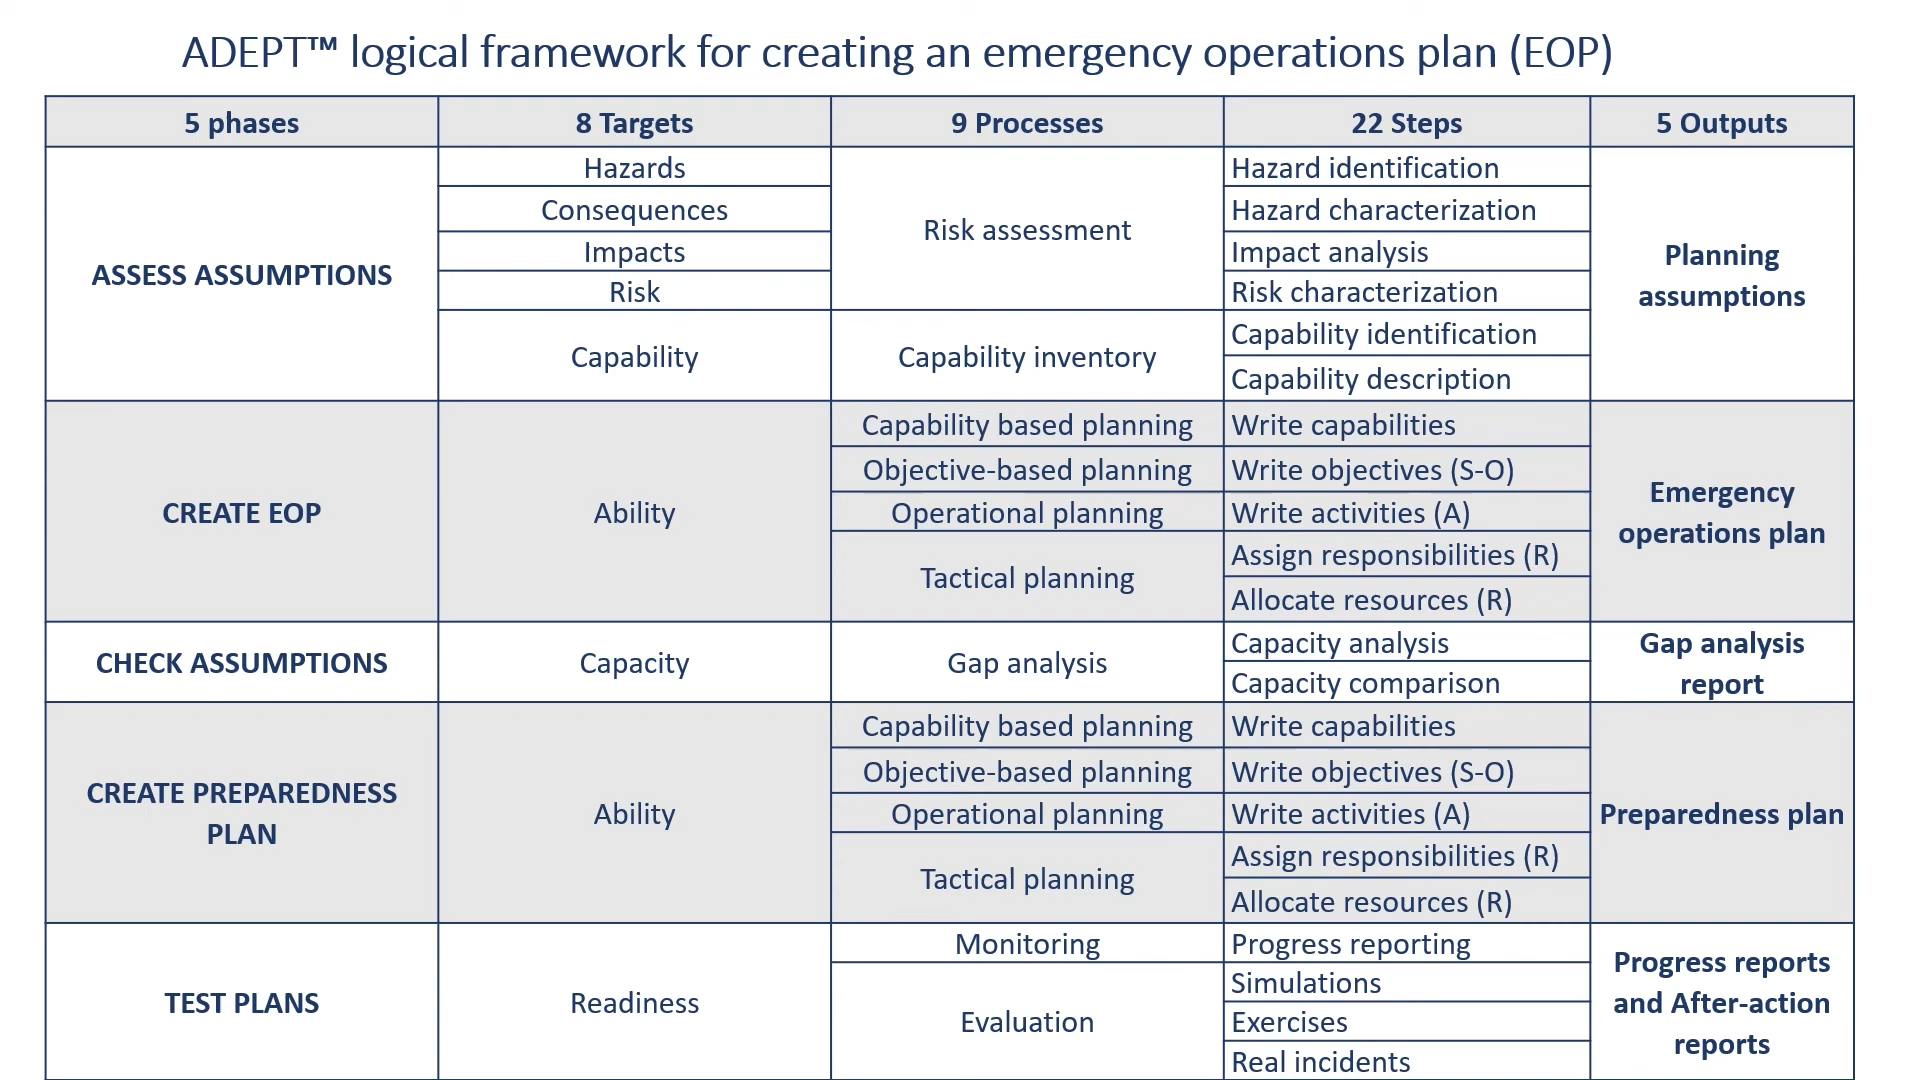 ADEPT™ logical framework for creating an emergency operations plan (EOP)
5 phases
8 Targets
9 Processes
22 Steps
5 Outputs
ASSESS ASSUMPTIONS
Hazards
Consequences
Impacts
Risk
Capability
Risk assessment
Capability inventory
Hazard identification
Hazard characterization
Impact analysis
Risk characterization
Capability identification
Capability description
Planning
assumptions
CREATE EOP
Ability
Capability based planning
Objective-based planning
Operational planning
Tactical planning
Write capabilities
Write objectives (S-O)
Write activities (A)
Assign responsibilities (R)
Allocate resources (R)
Emergency
operations plan
CHECK ASSUMPTIONS
Capacity
Gap analysis
Capacity analysis
Capacity comparison
Gap analysis
report
CREATE PREPAREDNESS
PLAN
Ability
Capability based planning
Objective-based planning
Operational planning
Tactical planning
Write capabilities
Write objectives (S-O)
Write activities (A)
Assign responsibilities (R)
Allocate resources (R)
Preparedness plan
TEST PLANS
Readiness
Monitoring
Evaluation
Progress reporting
Simulations
Exercises
Real incidents
Progress reports
and After-action
reports